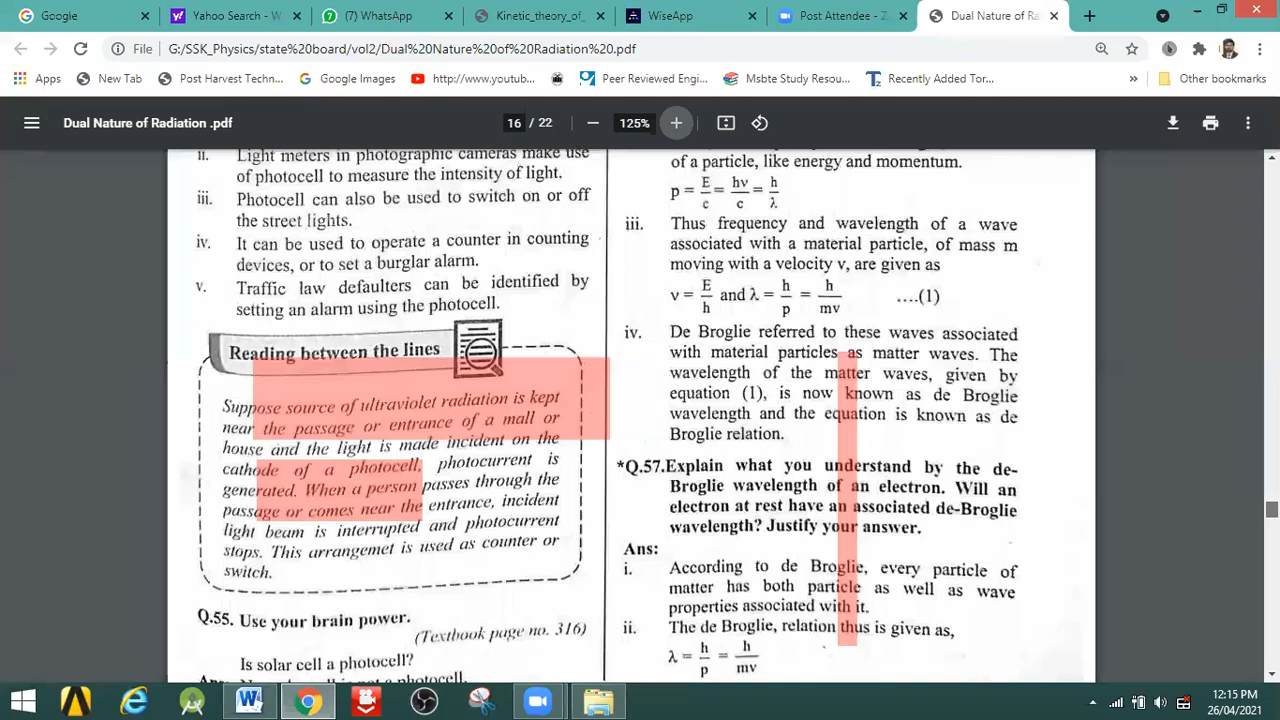 Google
Yahoo Search - W
(7) WhatsApp
Kinetic_theory_of_
WiseApp
Post Attendee - Z
Dual Nature of Ra
File
G:/SSK_Physics/state%20board/vol2/Dual%20Nature%20of%20Radiation%20.pdf
Apps
New Tab
Post Harvest Techn...
Google Images
http://www.youtub...
Peer Reviewed Engi...
Msbte Study Resou...
Recently Added Tor...
»
Other bookmarks
Dual Nature of Radiation .pdf
16 / 22
125%
ii. Light meters in photographic cameras make use
of photocell to measure the intensity of light.
iii. Photocell can also be used to switch on or off
the street lights.
iv. It can be used to operate a counter in counting
devices, or to set a burglar alarm.
v. Traffic law defaulters can be identified by
setting an alarm using the photocell.
Reading between the lines
Suppose source of ultraviolet radiation is kept
near the passage or entrance of a mall or
house and the light is made incident on the
cathode of a photocell, photocurrent is
generated. When a person passes through the
passage or comes near the entrance, incident
light beam is interrupted and photocurrent
stops. This arrangemet is used as counter or
switch.
Q.55. Use your brain power.
(Textbook page no. 316)
Is solar cell a photocell?
of a particle, like energy and momentum.
p = E/c = hν/c = h/λ
iii. Thus frequency and wavelength of a wave
associated with a material particle, of mass m
moving with a velocity v, are given as
ν = E/h and λ = h/p = h/mv ....(1)
iv. De Broglie referred to these waves associated
with material particles as matter waves. The
wavelength of the matter waves, given by
equation (1), is now known as de Broglie
wavelength and the equation is known as de
Broglie relation.
*Q.57.Explain what you understand by the de-
Broglie wavelength of an electron. Will an
electron at rest have an associated de-Broglie
wavelength? Justify your answer.
Ans:
i. According to de Broglie, every particle of
matter has both particle as well as wave
properties associated with it.
ii. The de Broglie, relation thus is given as,
λ = h/p = h/mv
12:15 PM
26/04/2021